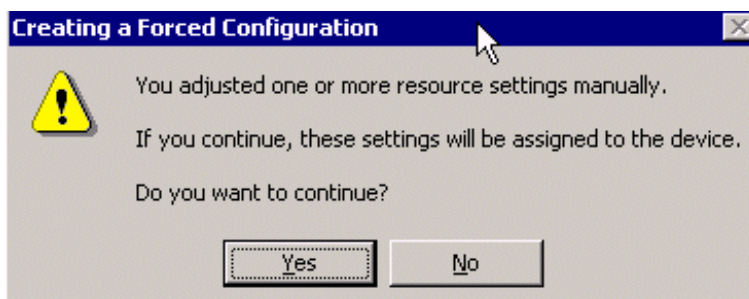 Creating a Forced Configuration
You adjusted one or more resource settings manually.
If you continue, these settings will be assigned to the device.
Do you want to continue?
Yes No